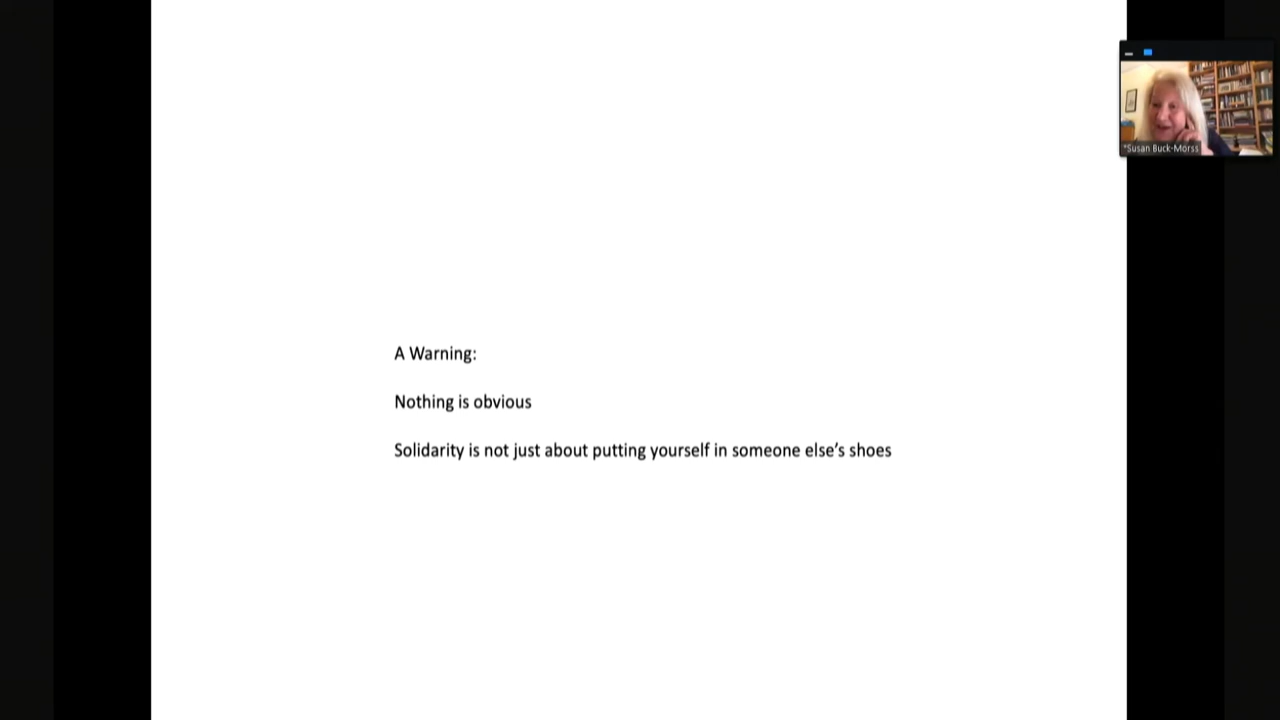 A Warning:
Nothing is obvious
Solidarity is not just about putting yourself in someone else's shoes
*Susan Buck-Morss